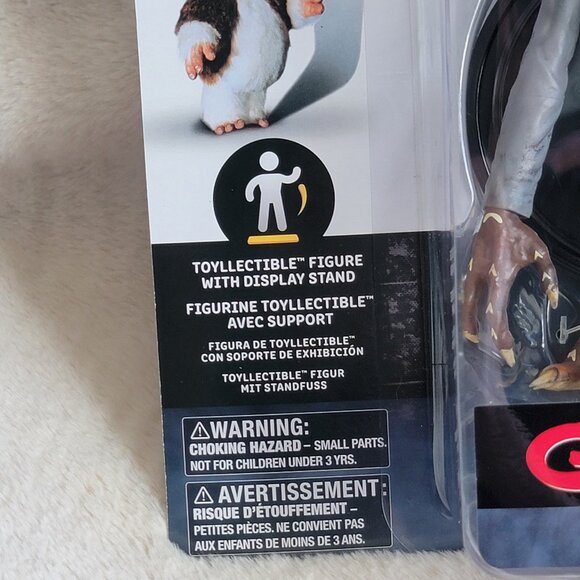 TOYLLECTIBLE™ FIGURE
WITH DISPLAY STAND
FIGURINE TOYLLECTIBLE™
AVEC SUPPORT
FIGURA DE TOYLLECTIBLE™
CON SOPORTE DE EXHIBICIÓN
TOYLLECTIBLE™ FIGUR
MIT STANDFUSS
⚠WARNING:
CHOKING HAZARD – SMALL PARTS.
NOT FOR CHILDREN UNDER 3 YRS.
⚠ AVERTISSEMENT:
RISQUE D'ÉTOUFFEMENT –
PETITES PIÈCES. NE CONVIENT PAS
AUX ENFANTS DE MOINS DE 3 ANS.